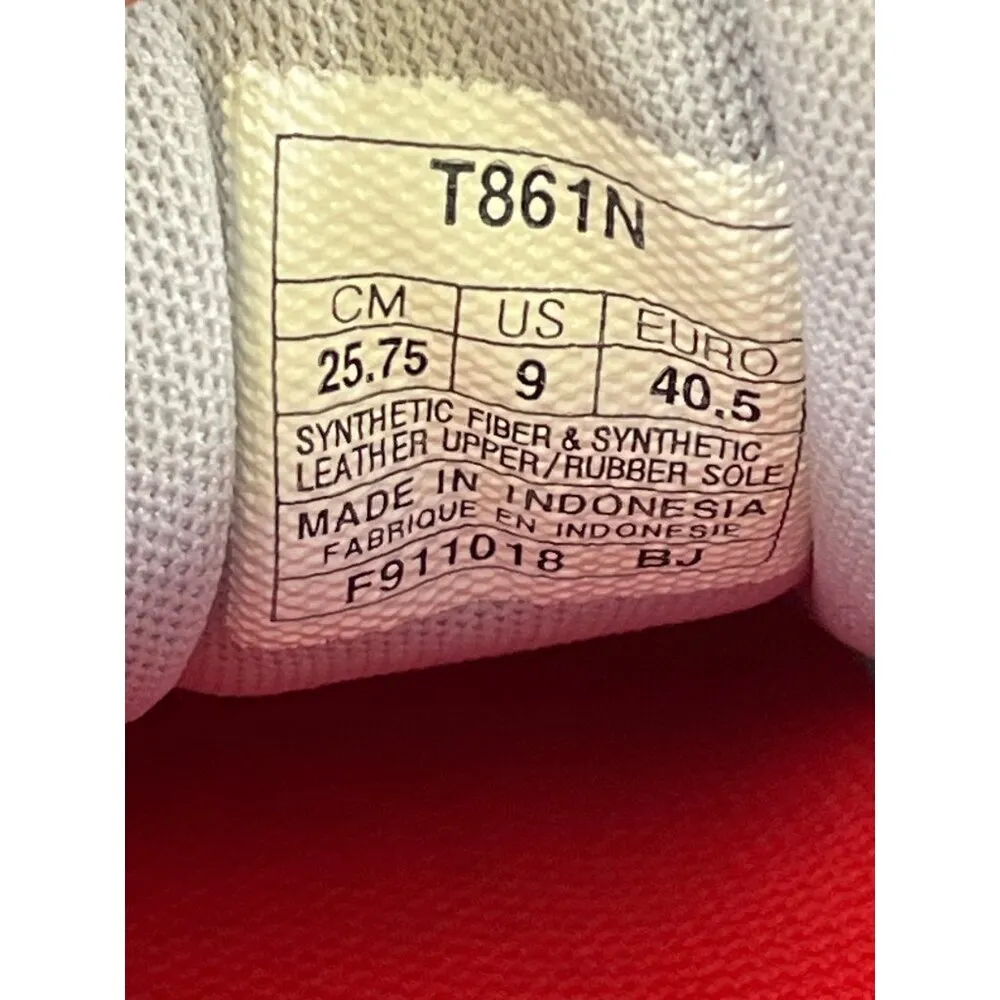 T861N
CM US EURO
25.75 9 40.5
SYNTHETIC FIBER & SYNTHETIC
LEATHER UPPER/RUBBER SOLE
MADE IN INDONESIA
FABRIQUE EN INDONESIE
F911018 BJ